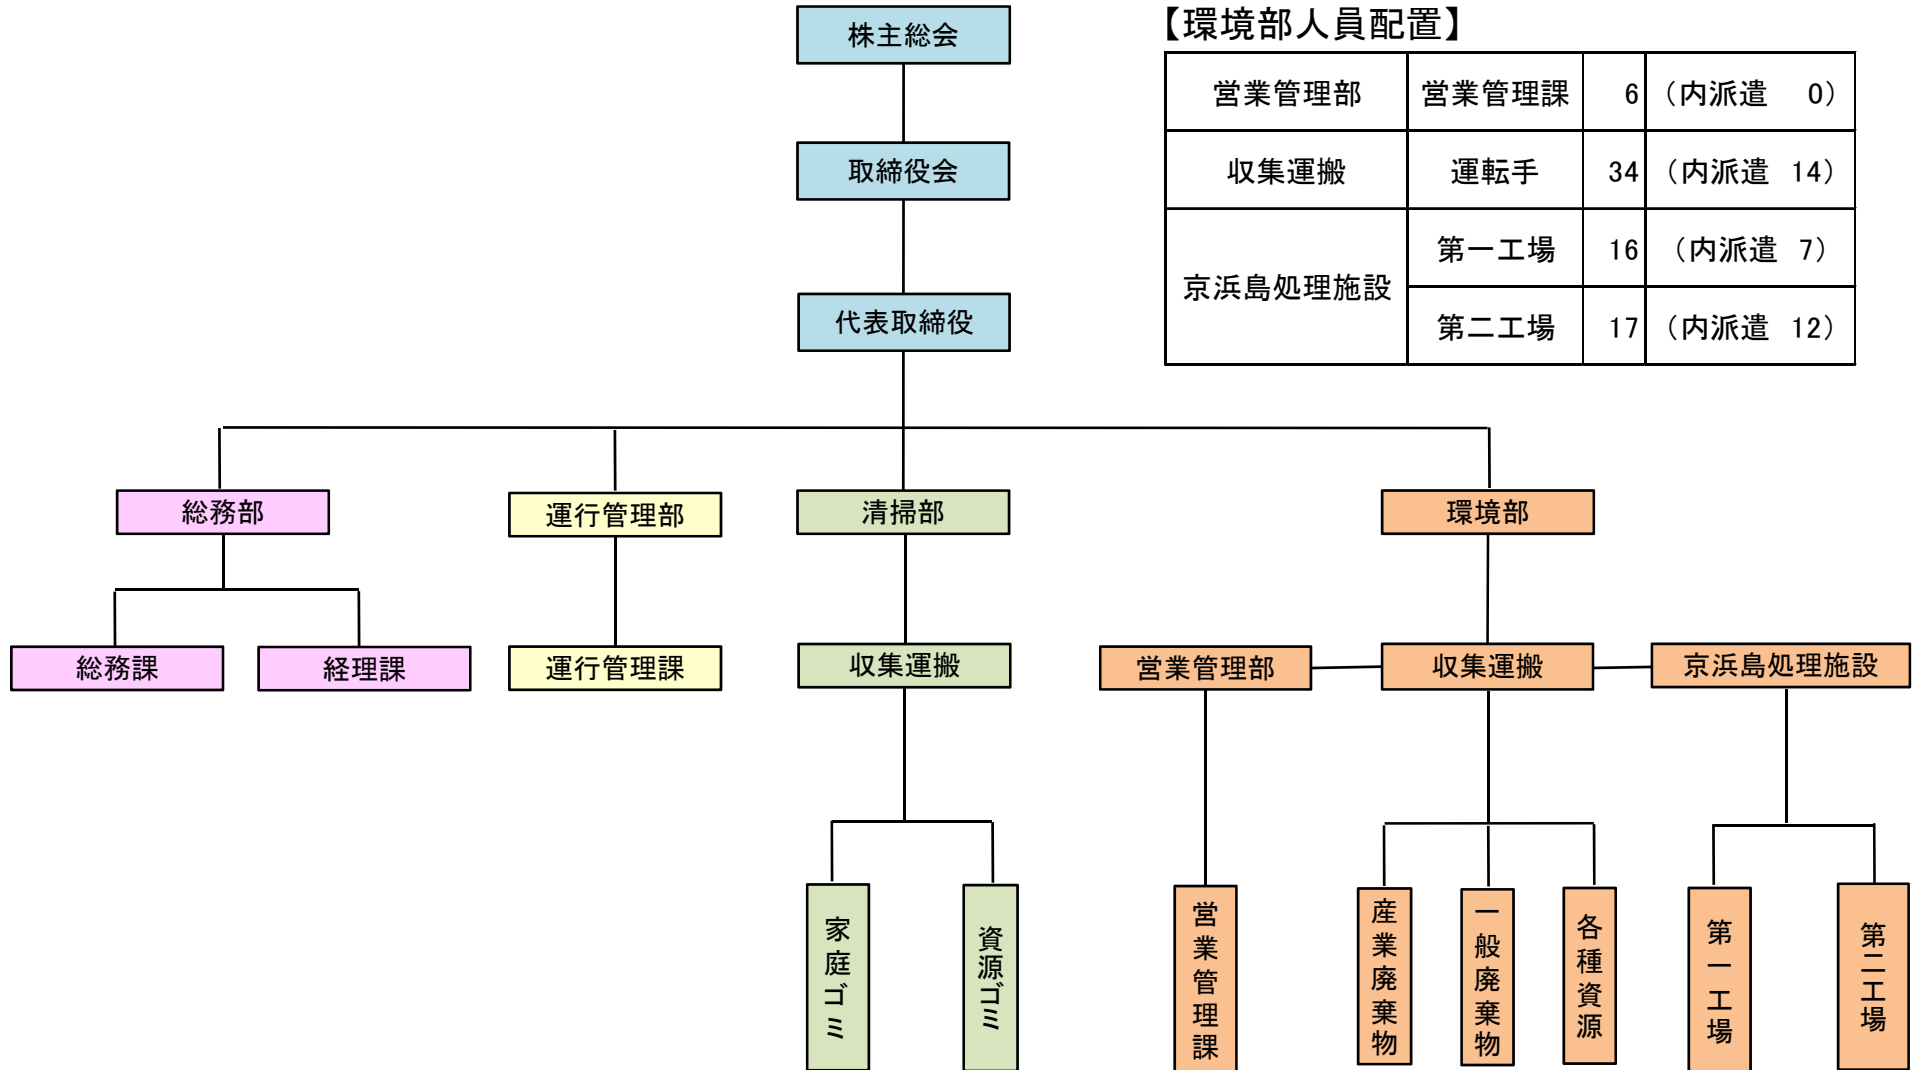 株主総会
取締役会
代表取締役
【環境部人員配置】
営業管理部 営業管理課 6 （内派遣 0）
収集運搬 運転手 34 （内派遣 14）
京浜島処理施設 第一工場 16 （内派遣 7）
第二工場 17 （内派遣 12）
総務部 運行管理部 清掃部 環境部
総務課 経理課 運行管理課 収集運搬 営業管理部 収集運搬 京浜島処理施設
家庭ゴミ
資源ゴミ
営業管理課
産業廃棄物
一般廃棄物
各種資源
第一工場
第二工場